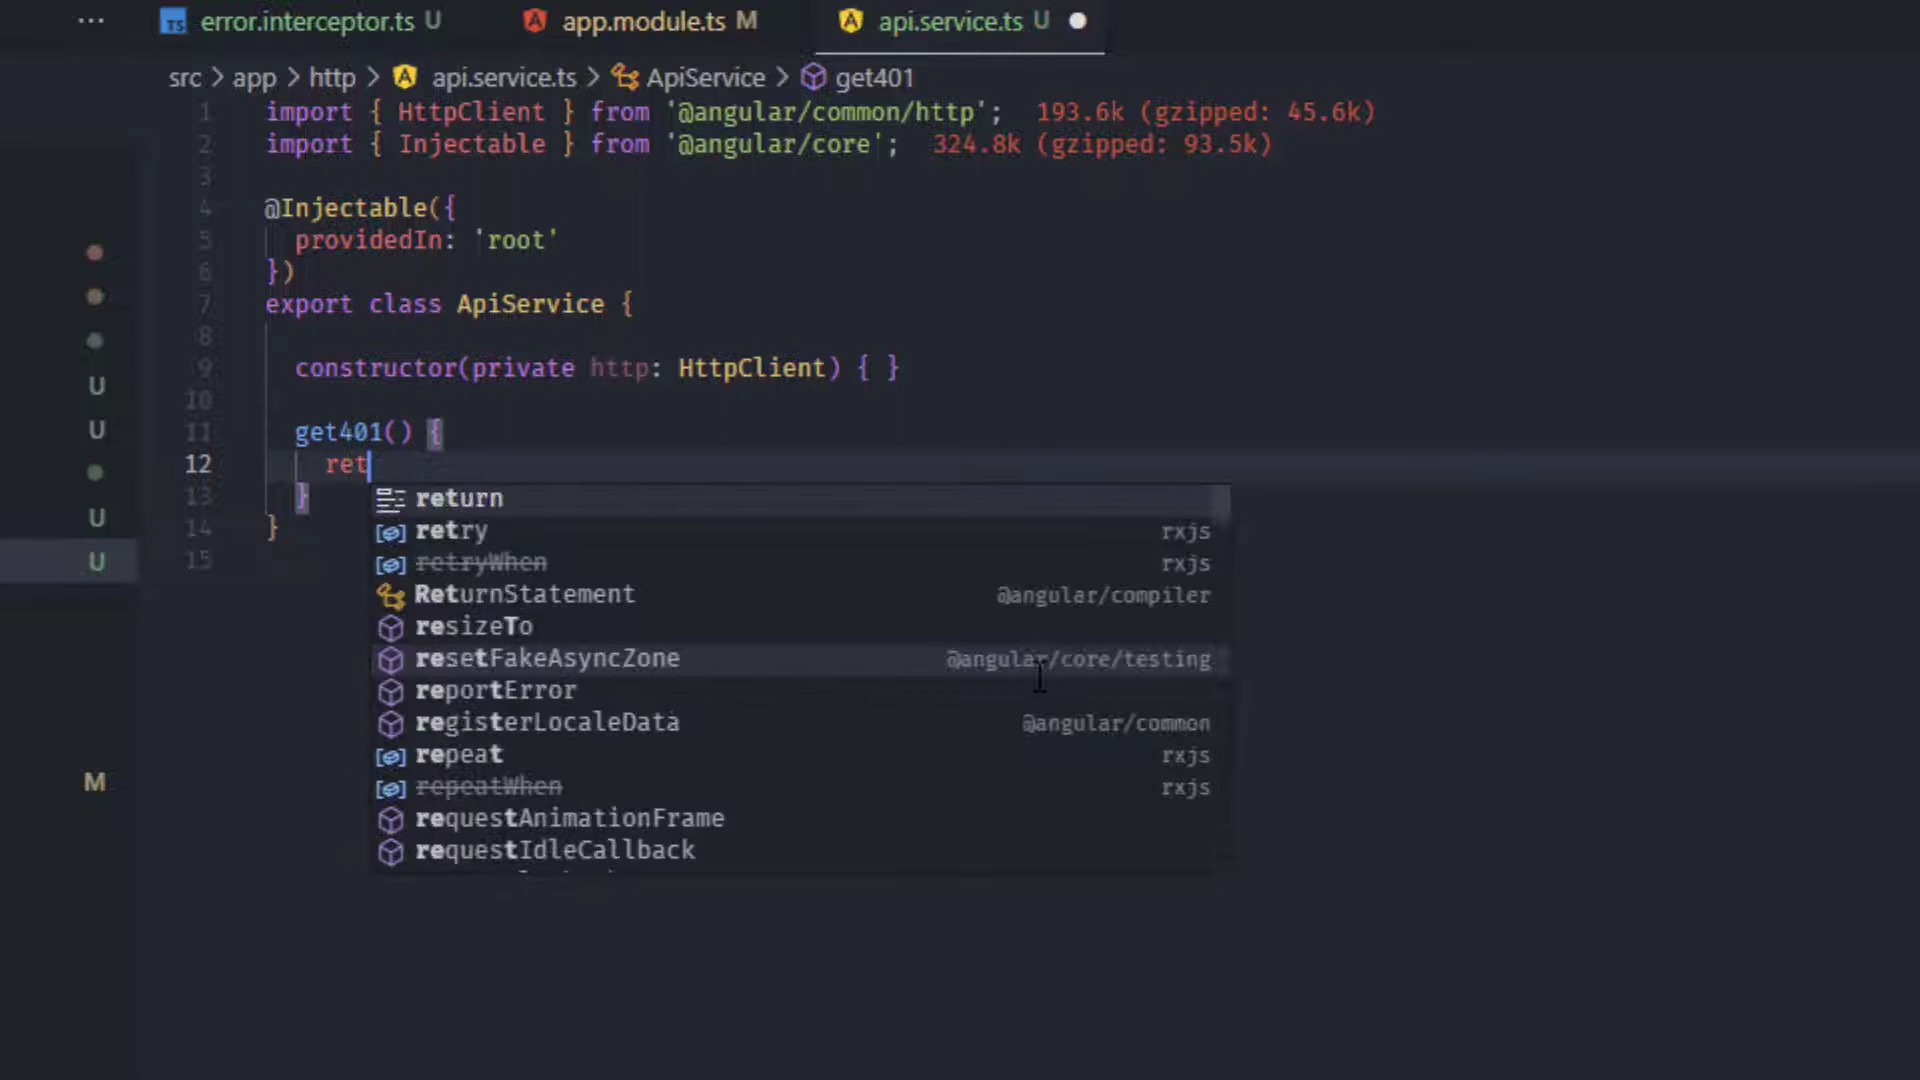 ··· TS error.interceptor.ts U app.module.ts M api.service.ts U
src > app > http > api.service.ts > ApiService > get401
1 import { HttpClient } from '@angular/common/http'; 193.6k (gzipped: 45.6k)
2 import { Injectable } from '@angular/core'; 324.8k (gzipped: 93.5k)
3
4 @Injectable({
5 providedIn: 'root'
6 })
7 export class ApiService {
8
9 constructor(private http: HttpClient) { }
10
11 get401() {
12 ret
13 }
14 }
15
return
retry rxjs
retryWhen rxjs
ReturnStatement @angular/compiler
resizeTo
resetFakeAsyncZone @angular/core/testing
reportError
registerLocaleData @angular/common
repeat rxjs
repeatWhen rxjs
requestAnimationFrame
requestIdleCallback
U
U
U
U
M